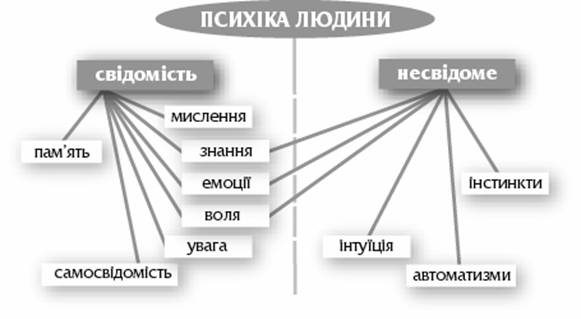 ПСИХІКА ЛЮДИНИ
свідомість
несвідоме
мислення
пам'ять
знання
емоції
інстинкти
воля
увага
інтуїція
самосвідомість
автоматизми